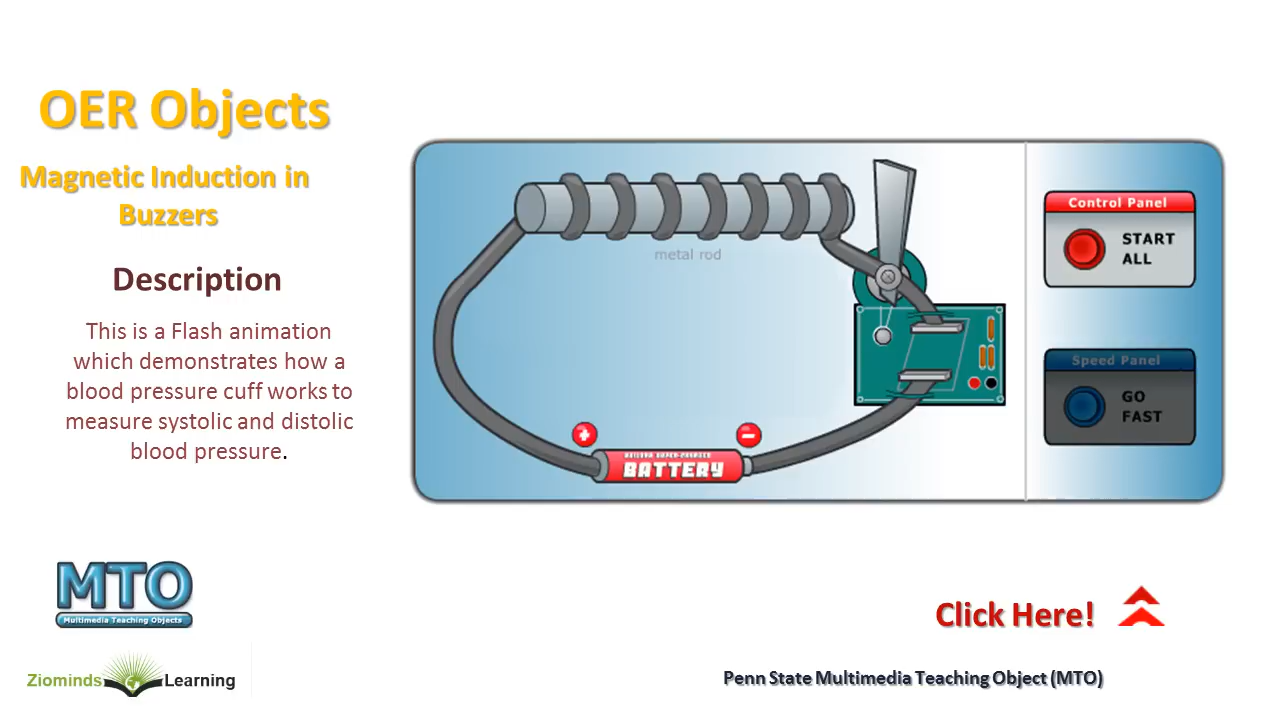 OER Objects
Magnetic Induction in
Buzzers
Description
This is a Flash animation
which demonstrates how a
blood pressure cuff works to
measure systolic and distolic
blood pressure.
metal rod
+
−
BATTERY
Control Panel
START
ALL
Speed Panel
GO
FAST
MTO
Multimedia Teaching Objects
Ziominds Learning
Click Here!
Penn State Multimedia Teaching Object (MTO)